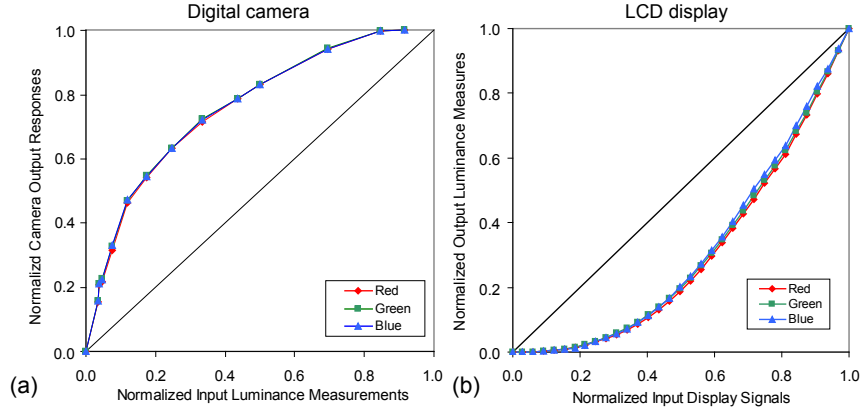 Digital camera
Normalizd Camera Output Responses
1.0
0.8
0.6
0.4
0.2
0.0
Red
Green
Blue
0.0 0.2 0.4 0.6 0.8 1.0
(a) Normalized Input Luminance Measurements
LCD display
Normalized Output Luminance Measures
1.0
0.8
0.6
0.4
0.2
0.0
Red
Green
Blue
0.0 0.2 0.4 0.6 0.8 1.0
(b) Normalized Input Display Signals